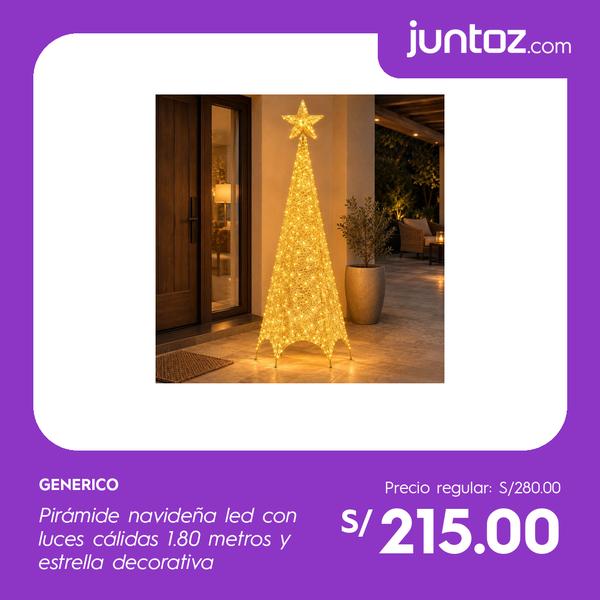 juntoz.com
GENERICO
Pirámide navideña led con
luces cálidas 1.80 metros y
estrella decorativa
Precio regular: S/280.00
S/215.00